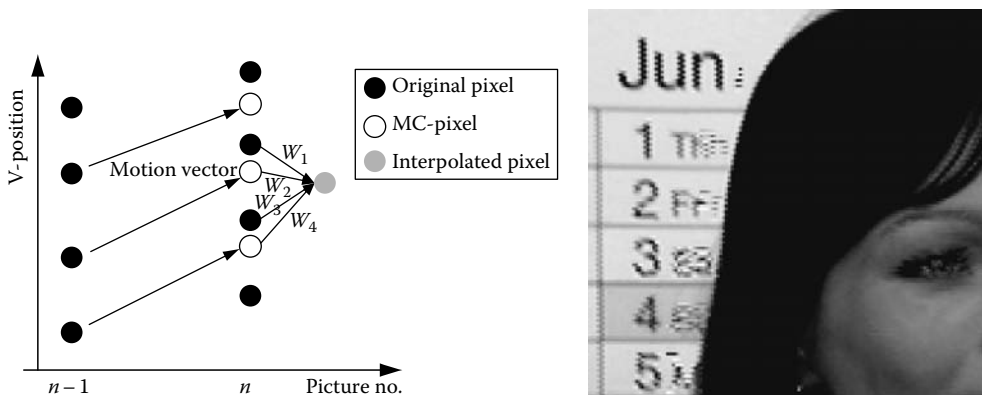 V-position
Original pixel
MC-pixel
Interpolated pixel
Motion vector
W1
W2
W3
W4
n – 1
n
Picture no.
Jun
1
2
3
4
5